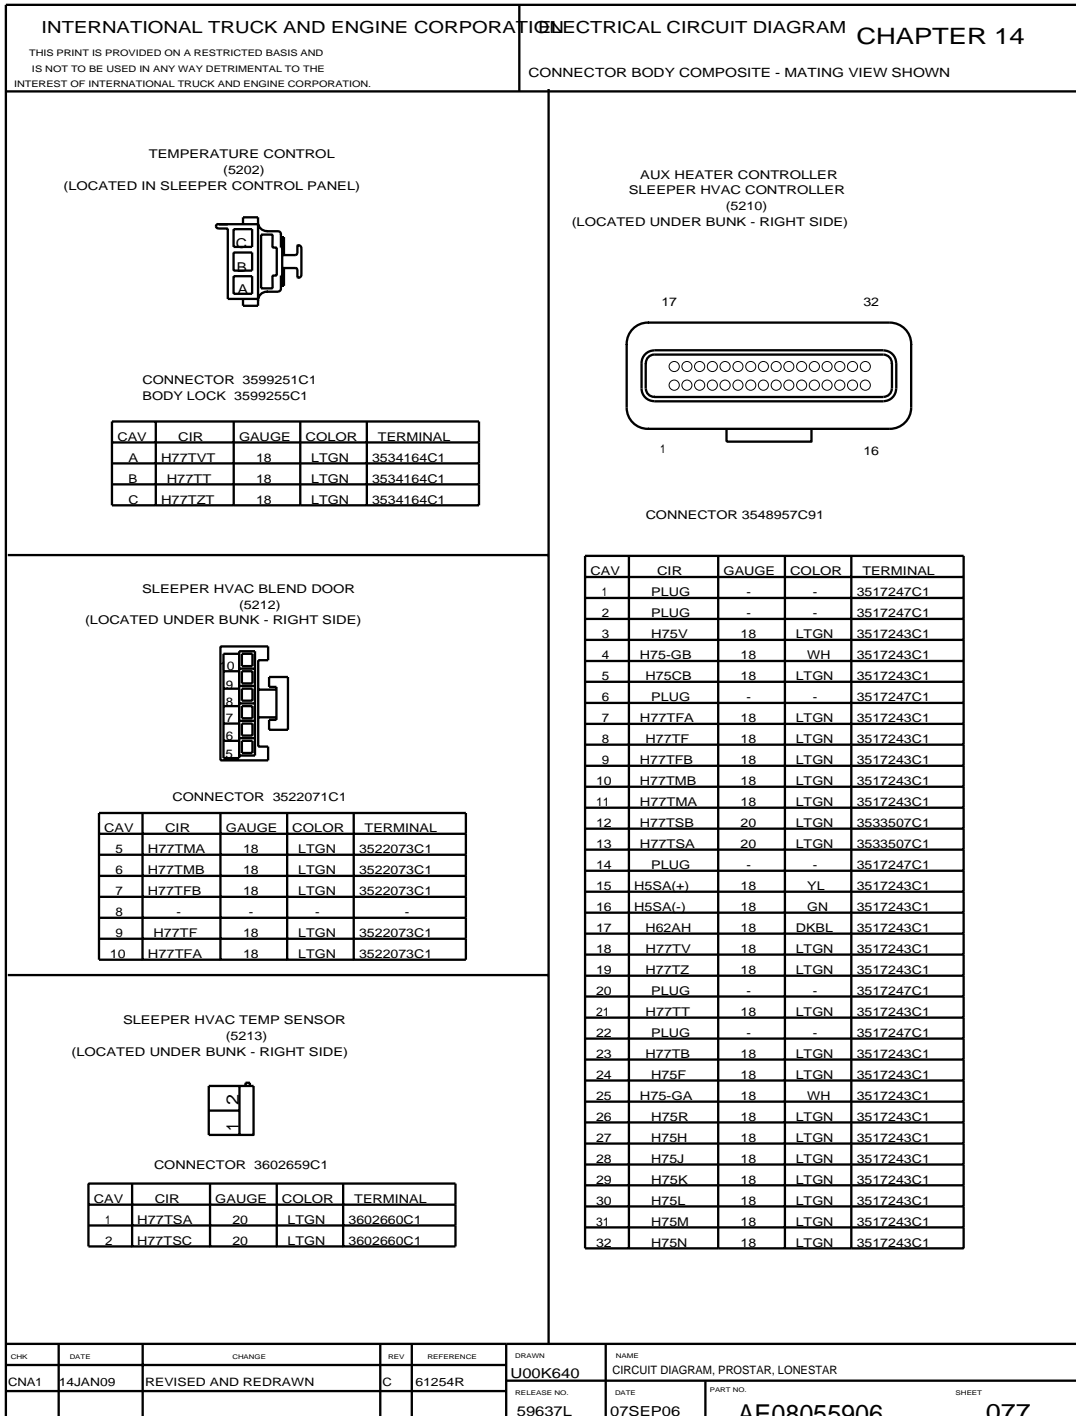 INTERNATIONAL TRUCK AND ENGINE CORPORATION
THIS PRINT IS PROVIDED ON A RESTRICTED BASIS AND
IS NOT TO BE USED IN ANY WAY DETRIMENTAL TO THE
INTEREST OF INTERNATIONAL TRUCK AND ENGINE CORPORATION.
ELECTRICAL CIRCUIT DIAGRAM CHAPTER 14
CONNECTOR BODY COMPOSITE - MATING VIEW SHOWN
TEMPERATURE CONTROL
(5202)
(LOCATED IN SLEEPER CONTROL PANEL)
C
B
A
CONNECTOR 3599251C1
BODY LOCK 3599255C1
CAV CIR GAUGE COLOR TERMINAL
A H77TVT 18 LTGN 3534164C1
B H77TT 18 LTGN 3534164C1
C H77TZT 18 LTGN 3534164C1
SLEEPER HVAC BLEND DOOR
(5212)
(LOCATED UNDER BUNK - RIGHT SIDE)
10
9
8
7
6
5
CONNECTOR 3522071C1
CAV CIR GAUGE COLOR TERMINAL
5 H77TMA 18 LTGN 3522073C1
6 H77TMB 18 LTGN 3522073C1
7 H77TFB 18 LTGN 3522073C1
8 - - - -
9 H77TF 18 LTGN 3522073C1
10 H77TFA 18 LTGN 3522073C1
SLEEPER HVAC TEMP SENSOR
(5213)
(LOCATED UNDER BUNK - RIGHT SIDE)
2
1
CONNECTOR 3602659C1
CAV CIR GAUGE COLOR TERMINAL
1 H77TSA 20 LTGN 3602660C1
2 H77TSC 20 LTGN 3602660C1
AUX HEATER CONTROLLER
SLEEPER HVAC CONTROLLER
(5210)
(LOCATED UNDER BUNK - RIGHT SIDE)
17 32
1 16
CONNECTOR 3548957C91
CAV CIR GAUGE COLOR TERMINAL
1 PLUG - - 3517247C1
2 PLUG - - 3517247C1
3 H75V 18 LTGN 3517243C1
4 H75-GB 18 WH 3517243C1
5 H75CB 18 LTGN 3517243C1
6 PLUG - - 3517247C1
7 H77TFA 18 LTGN 3517243C1
8 H77TF 18 LTGN 3517243C1
9 H77TFB 18 LTGN 3517243C1
10 H77TMB 18 LTGN 3517243C1
11 H77TMA 18 LTGN 3517243C1
12 H77TSB 20 LTGN 3533507C1
13 H77TSA 20 LTGN 3533507C1
14 PLUG - - 3517247C1
15 H5SA(+) 18 YL 3517243C1
16 H5SA(-) 18 GN 3517243C1
17 H62AH 18 DKBL 3517243C1
18 H77TV 18 LTGN 3517243C1
19 H77TZ 18 LTGN 3517243C1
20 PLUG - - 3517247C1
21 H77TT 18 LTGN 3517243C1
22 PLUG - - 3517247C1
23 H77TB 18 LTGN 3517243C1
24 H75F 18 LTGN 3517243C1
25 H75-GA 18 WH 3517243C1
26 H75R 18 LTGN 3517243C1
27 H75H 18 LTGN 3517243C1
28 H75J 18 LTGN 3517243C1
29 H75K 18 LTGN 3517243C1
30 H75L 18 LTGN 3517243C1
31 H75M 18 LTGN 3517243C1
32 H75N 18 LTGN 3517243C1
CHK DATE CHANGE REV REFERENCE
CNA1 14JAN09 REVISED AND REDRAWN C 61254R
DRAWN
U00K640
NAME
CIRCUIT DIAGRAM, PROSTAR, LONESTAR
RELEASE NO. DATE PART NO. SHEET
59637L 07SEP06 AE08055906 077